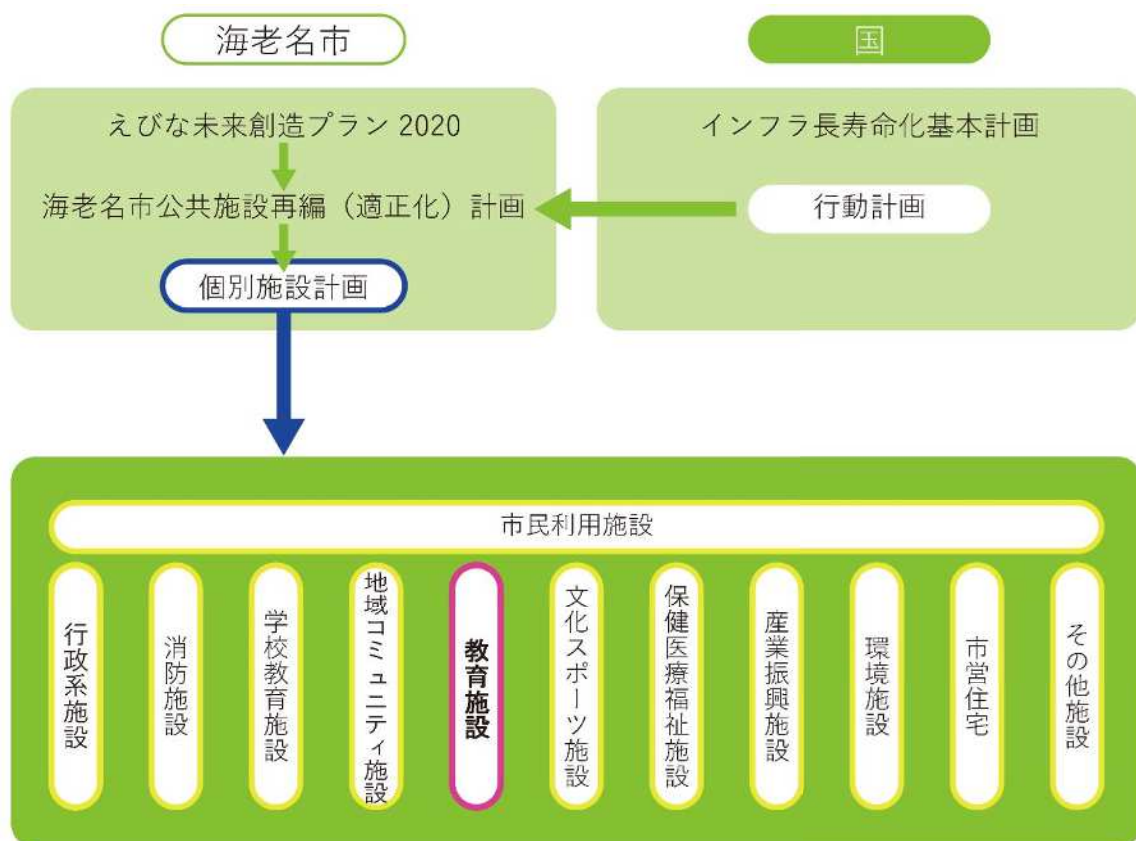 海老名市
国
えびな未来創造プラン 2020
インフラ長寿命化基本計画
海老名市公共施設再編（適正化）計画
行動計画
個別施設計画
市民利用施設
行政系施設
消防施設
学校教育施設
地域コミュニティ施設
教育施設
文化スポーツ施設
保健医療福祉施設
産業振興施設
環境施設
市営住宅
その他施設